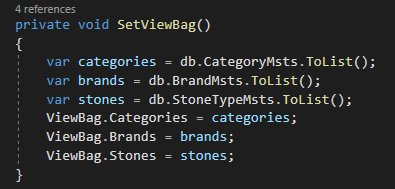 4 references
private void SetViewBag()
{
var categories = db.CategoryMsts.ToList();
var brands = db.BrandMsts.ToList();
var stones = db.StoneTypeMsts.ToList();
ViewBag.Categories = categories;
ViewBag.Brands = brands;
ViewBag.Stones = stones;
}